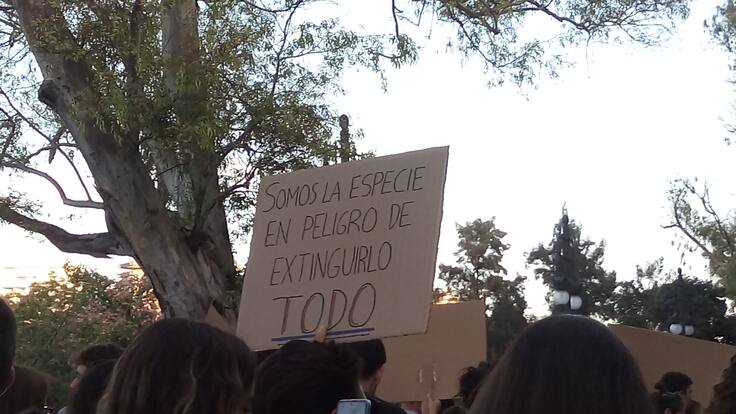 SOMOS LA ESPECIE
EN PELIGRO DE
EXTINGUIRLO
TODO